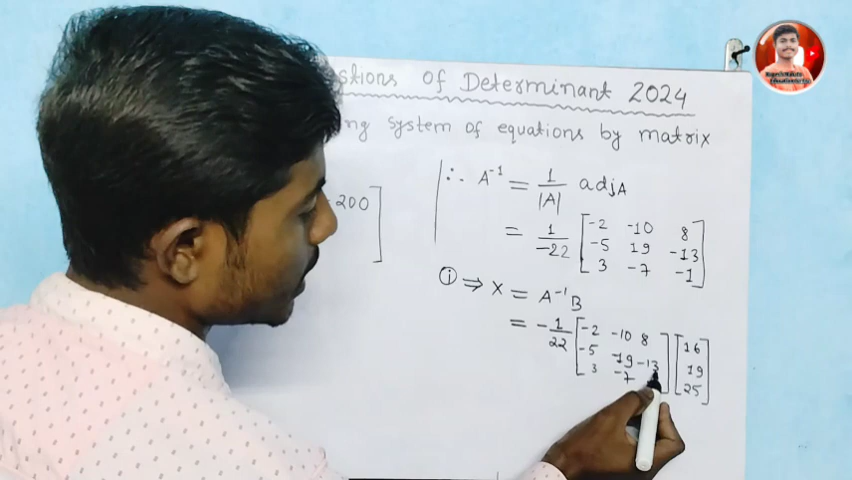 stions of Determinant 2024
ng system of equations by matrix
∴ A⁻¹ = 1/|A| adjA
200
= 1/-22 [-2 -10 8
-5 19 -13
3 -7 -1]
① ⇒ X = A⁻¹B
= -1/22 [-2 -10 8
-5 19 -13
3 -7] [16
19
25]